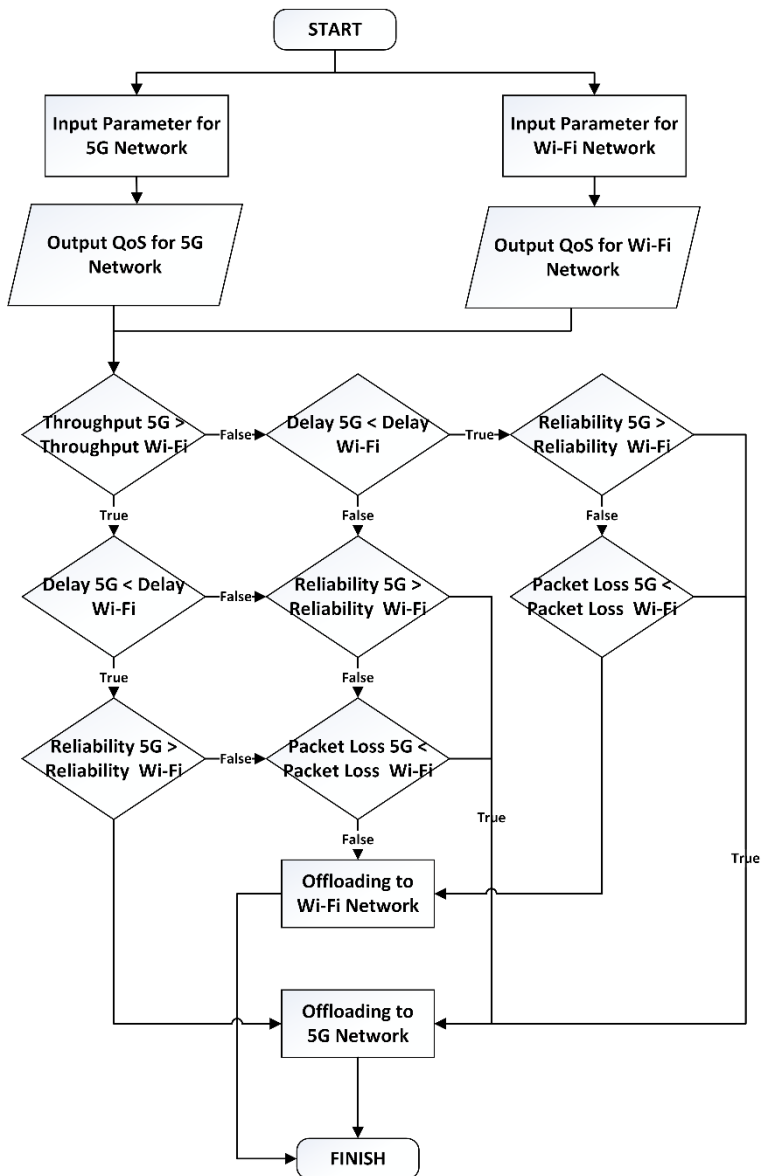 START
Input Parameter for
5G Network
Input Parameter for
Wi-Fi Network
Output QoS for 5G
Network
Output QoS for Wi-Fi
Network
Throughput 5G >
Throughput Wi-Fi
False
Delay 5G < Delay
Wi-Fi
True
Reliability 5G >
Reliability Wi-Fi
True
False
False
Delay 5G < Delay
Wi-Fi
False
Reliability 5G >
Reliability Wi-Fi
Packet Loss 5G <
Packet Loss Wi-Fi
True
False
Reliability 5G >
Reliability Wi-Fi
False
Packet Loss 5G <
Packet Loss Wi-Fi
True
False
True
Offloading to
Wi-Fi Network
Offloading to
5G Network
FINISH